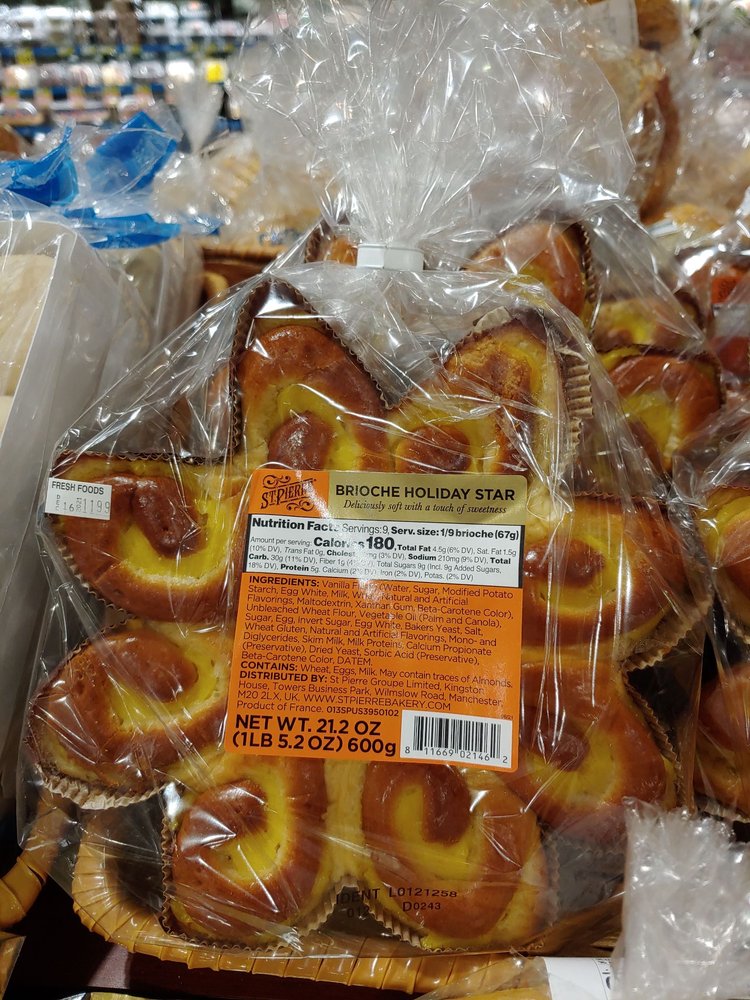 ST PIERRE
BRIOCHE HOLIDAY STAR
Deliciously soft with a touch of sweetness
FRESH FOODS
DEC 16 1199
Nutrition Facts Servings: 9, Serv. size: 1/9 brioche (67g)
Amount per serving: Calories 180, Total Fat 4.5g (6% DV), Sat. Fat 1.5g
(10% DV), Trans Fat 0g, Cholest. (3% DV), Sodium 210mg (9% DV), Total
Carb. 30g (11% DV), Fiber 1g (4% DV), Total Sugars 9g (Incl. 9g Added Sugars,
18% DV), Protein 5g. Calcium (2% DV), Iron (2% DV), Potas. (2% DV)
INGREDIENTS: Vanilla (Water, Sugar, Modified Potato
Starch, Egg White, Milk, Natural and Artificial
Flavorings, Maltodextrin, Xanthan Gum, Beta-Carotene Color),
Unbleached Wheat Flour, Vegetable Oil (Palm and Canola),
Sugar, Egg, Invert Sugar, Egg White, Bakers Yeast, Salt,
Wheat Gluten, Natural and Artificial Flavorings, Mono- and
Diglycerides, Skim Milk, Milk Proteins, Calcium Propionate
(Preservative), Dried Yeast, Sorbic Acid (Preservative),
Beta-Carotene Color, DATEM.
CONTAINS: Wheat, Eggs, Milk. May contain traces of Almonds.
DISTRIBUTED BY: St Pierre Groupe Limited, Kingston
House, Towers Business Park, Wilmslow Road, Manchester,
M20 2LX, UK. WWW.STPIERREBAKERY.COM
Product of France. 013SPUS3950102
NET WT. 21.2 OZ
(1LB 5.2 OZ) 600g
8 11669 02146 2
IDENT L0121258
012 D0243